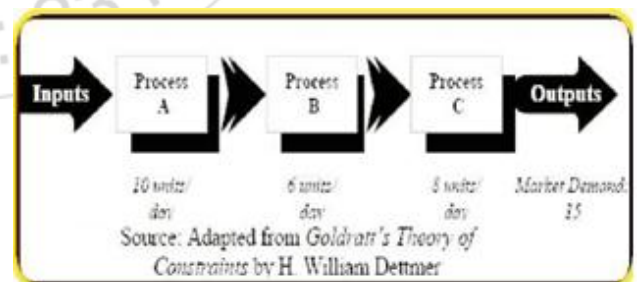 Inputs
Process
A
Process
B
Process
C
Outputs
10 units/
day
6 units/
day
8 units/
day
Market Demand.
15
Source: Adapted from Goldratt's Theory of
Constraints by H. William Dettmer